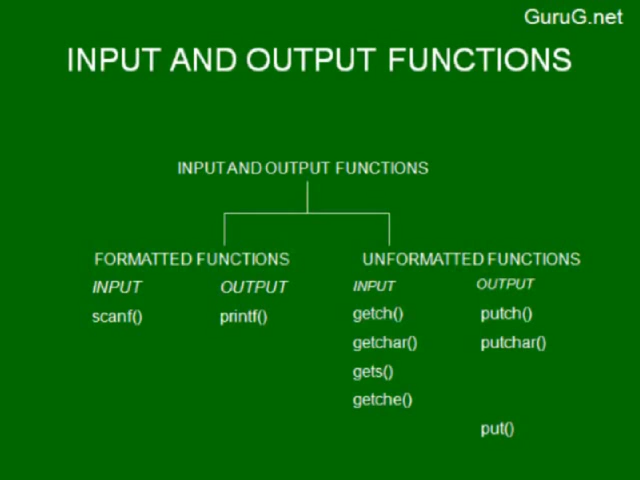 GuruG.net
INPUT AND OUTPUT FUNCTIONS
INPUT AND OUTPUT FUNCTIONS
FORMATTED FUNCTIONS UNFORMATTED FUNCTIONS
INPUT OUTPUT INPUT OUTPUT
scanf() printf() getch() putch()
getchar() putchar()
gets()
getche()
put()